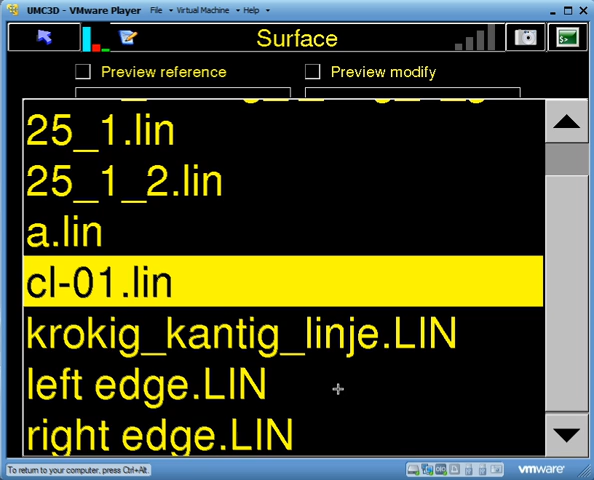 UMC3D - VMware Player File Virtual Machine Help
Surface
Preview reference Preview modify
25_1.lin
25_1_2.lin
a.lin
cl-01.lin
krokig_kantig_linje.LIN
left edge.LIN
right edge.LIN
To return to your computer, press Ctrl+Alt.
vmware